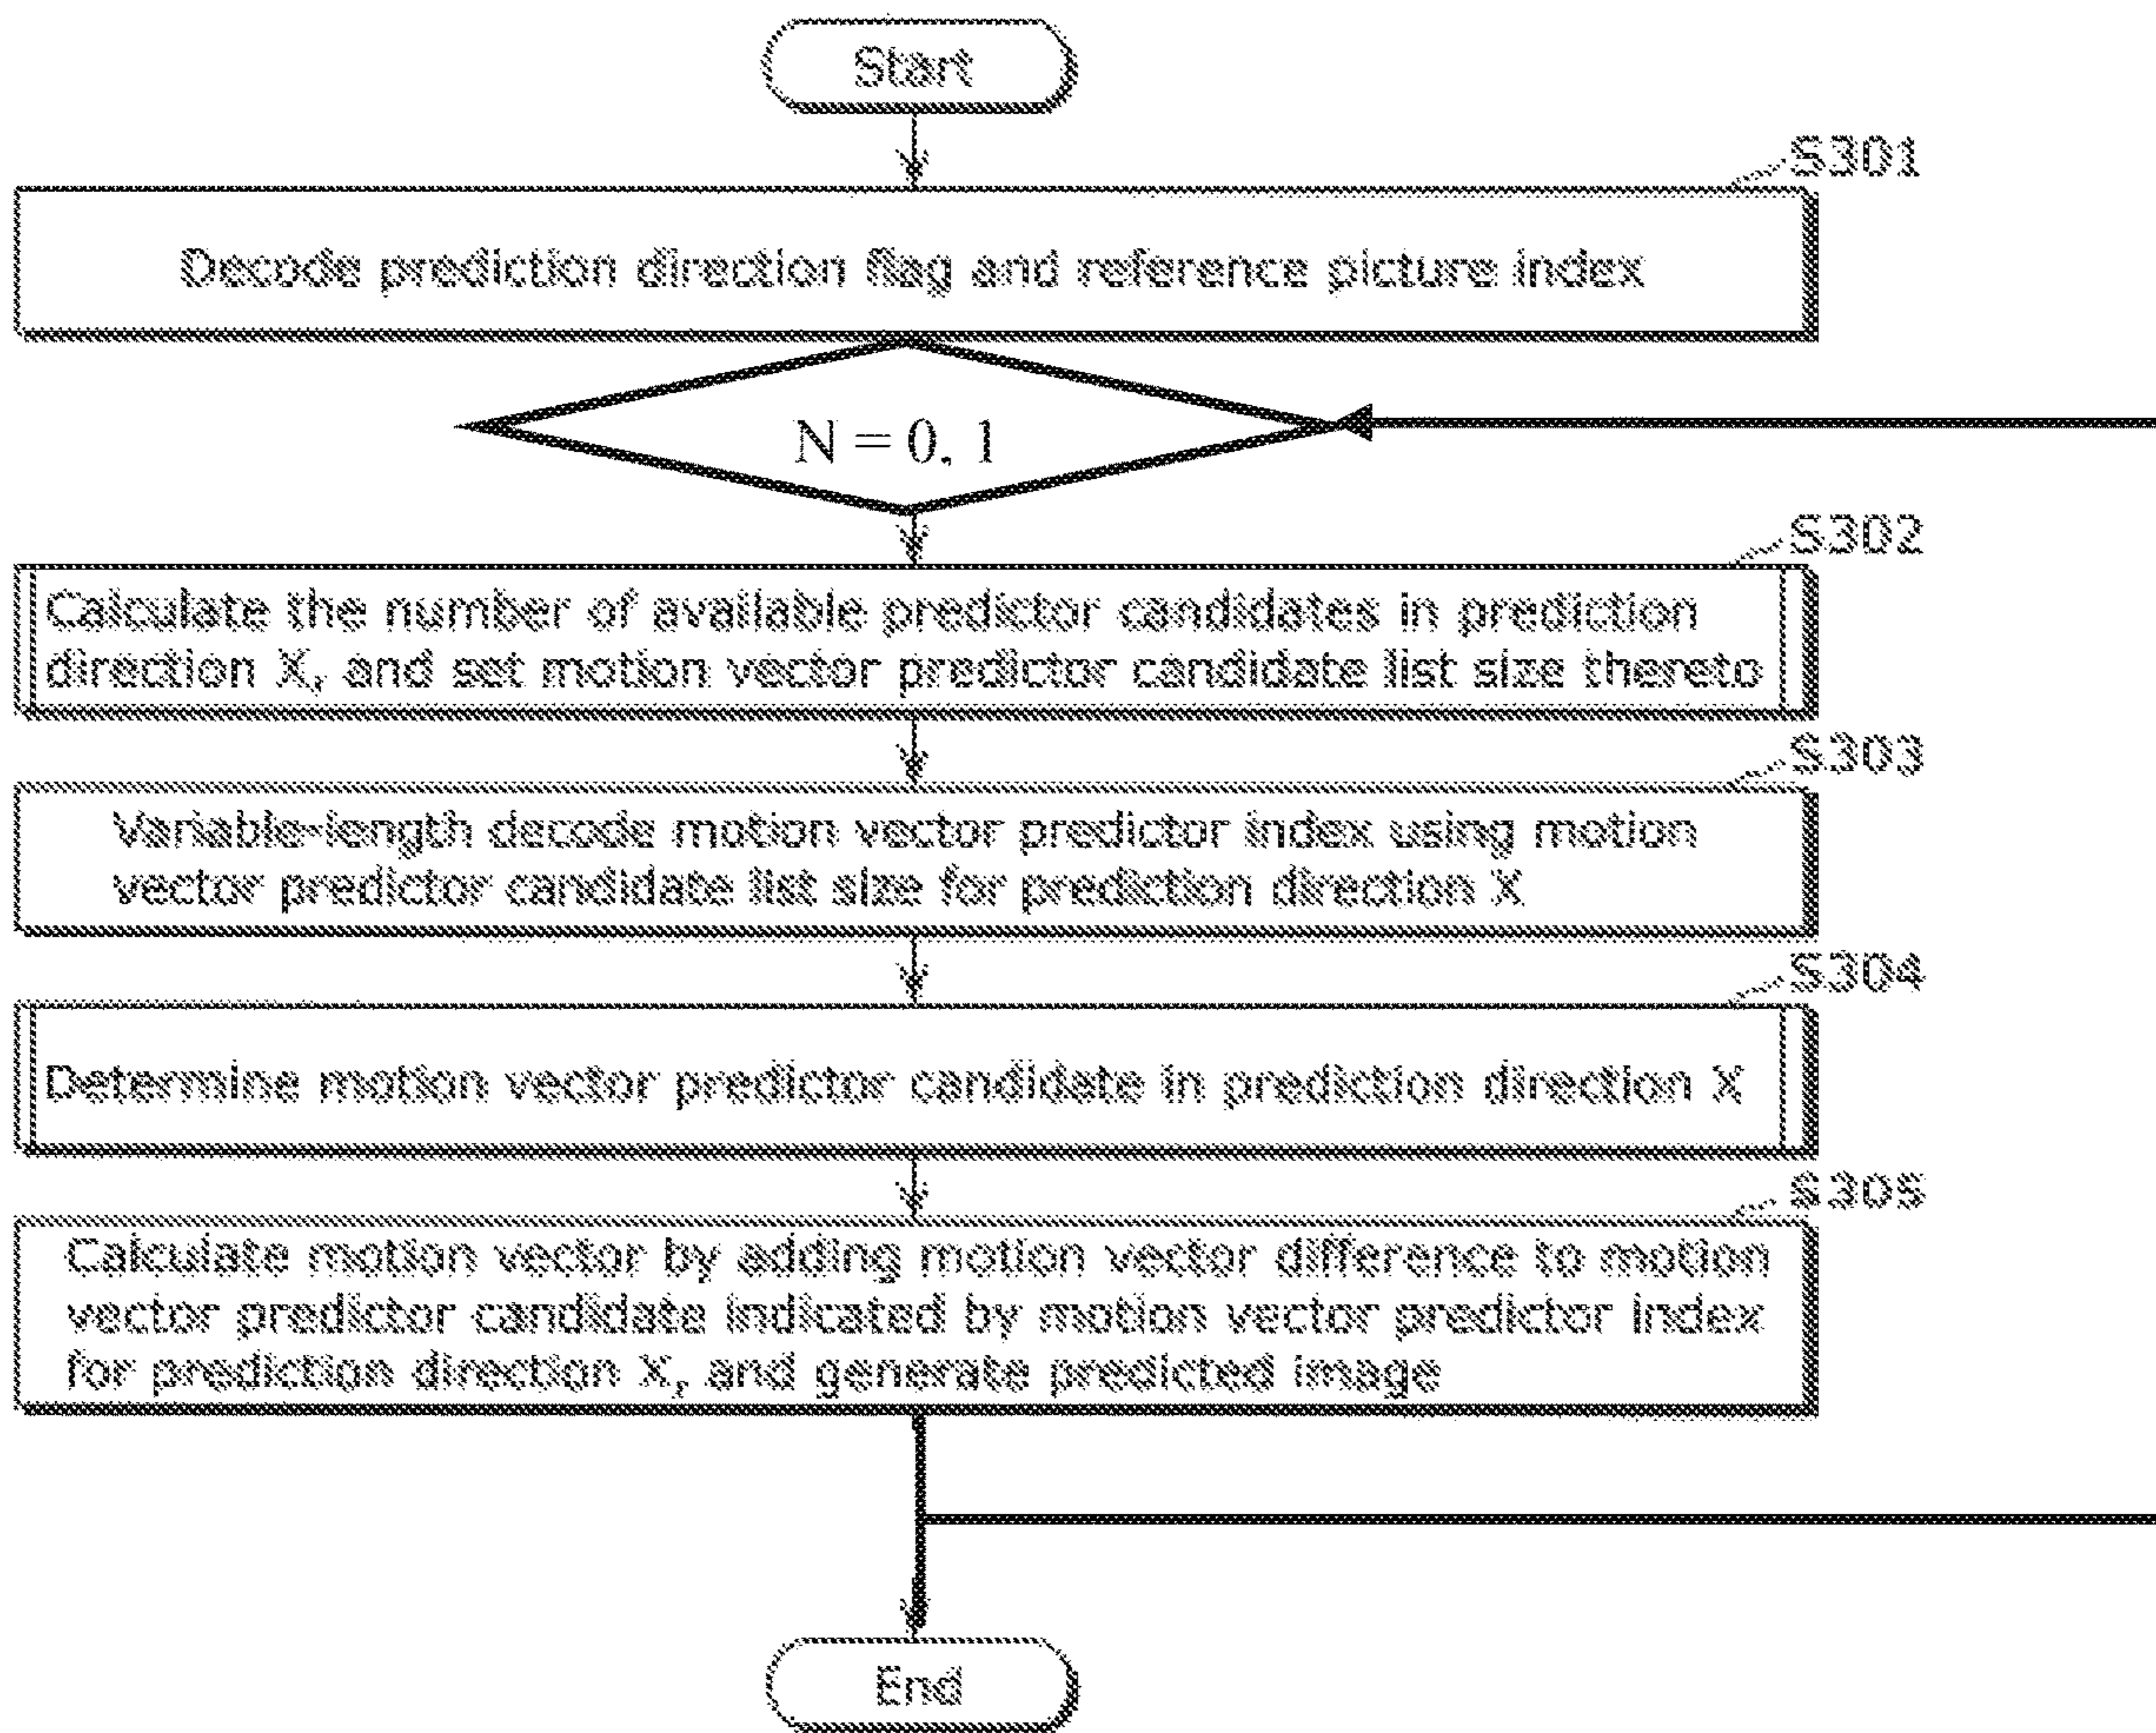 Start
S301
Decode prediction direction flag and reference picture index
N = 0, 1
S302
Calculate the number of available predictor candidates in prediction
direction X, and set motion vector predictor candidate list size thereto
S303
Variable-length decode motion vector predictor index using motion
vector predictor candidate list size for prediction direction X
S304
Determine motion vector predictor candidate in prediction direction X
S305
Calculate motion vector by adding motion vector difference to motion
vector predictor candidate indicated by motion vector predictor index
for prediction direction X, and generate predicted image
End